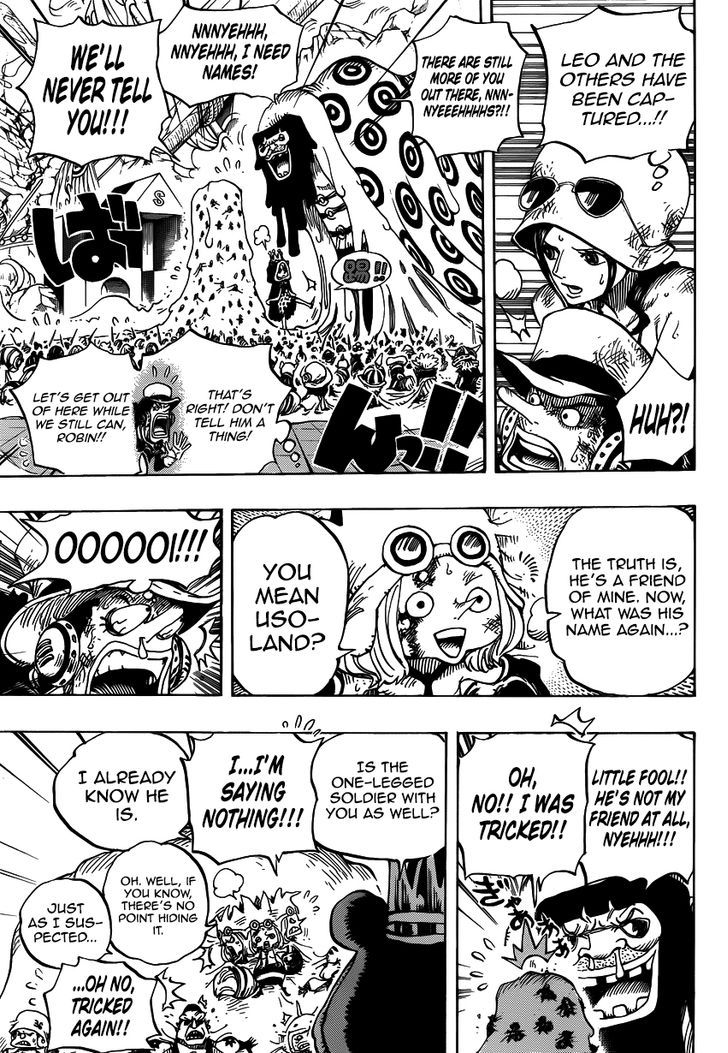 LEO AND THE
OTHERS HAVE
BEEN CAP-
TURED...!!
HUH?!
THERE ARE STILL
MORE OF YOU
OUT THERE, NNN-
NYEEEHHHHS?!!
NNNYEHHH,
NNYEHHH, I NEED
NAMES!
WE'LL
NEVER TELL
YOU!!!
S
ばっ
んっ!!
THAT'S
RIGHT! DON'T
TELL HIM
A THING!
LET'S GET OUT
OF HERE WHILE
WE STILL CAN,
ROBIN!!
THE TRUTH IS,
HE'S A FRIEND
OF MINE. NOW,
WHAT WAS HIS
NAME AGAIN...?
YOU
MEAN
USO-
LAND?
OOOOOI!!!
LITTLE FOOL!!
HE'S NOT MY
FRIEND AT ALL,
NYEHHH!!!
OH,
NO!! I WAS
TRICKED!!
IS THE
ONE-LEGGED
SOLDIER WITH
YOU AS WELL?
I...I'M
SAYING
NOTHING!!!
I ALREADY
KNOW HE
IS.
OH. WELL, IF
YOU KNOW,
THERE'S NO
POINT HIDING
IT.
JUST
AS I SUS-
PECTED...
...OH NO,
TRICKED
AGAIN!!